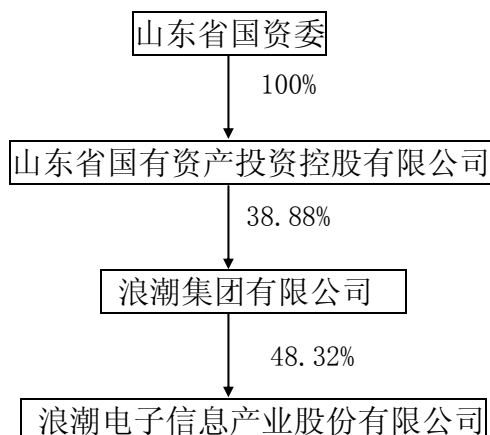 山东省国资委
100%
山东省国有资产投资控股有限公司
38.88%
浪潮集团有限公司
48.32%
浪潮电子信息产业股份有限公司